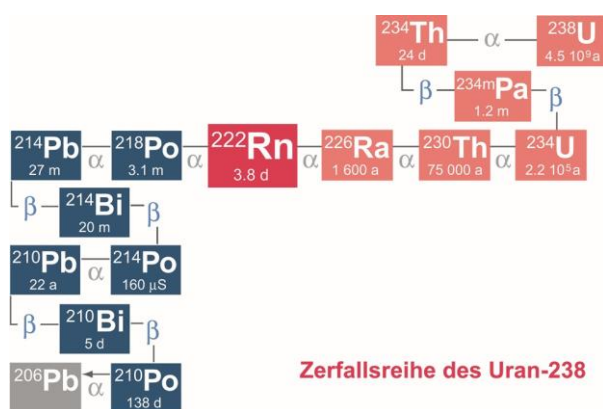 234Th α 238U
24 d 4.5 10⁹a
β 234mPa β
1.2 m
214Pb α 218Po α 222Rn α 226Ra α 230Th α 234U
27 m 3.1 m 3.8 d 1 600 a 75 000 a 2.2 10⁵a
β 214Bi β
20 m
210Pb α 214Po
22 a 160 µS
β 210Bi β
5 d
206Pb α 210Po
138 d
Zerfallsreihe des Uran-238